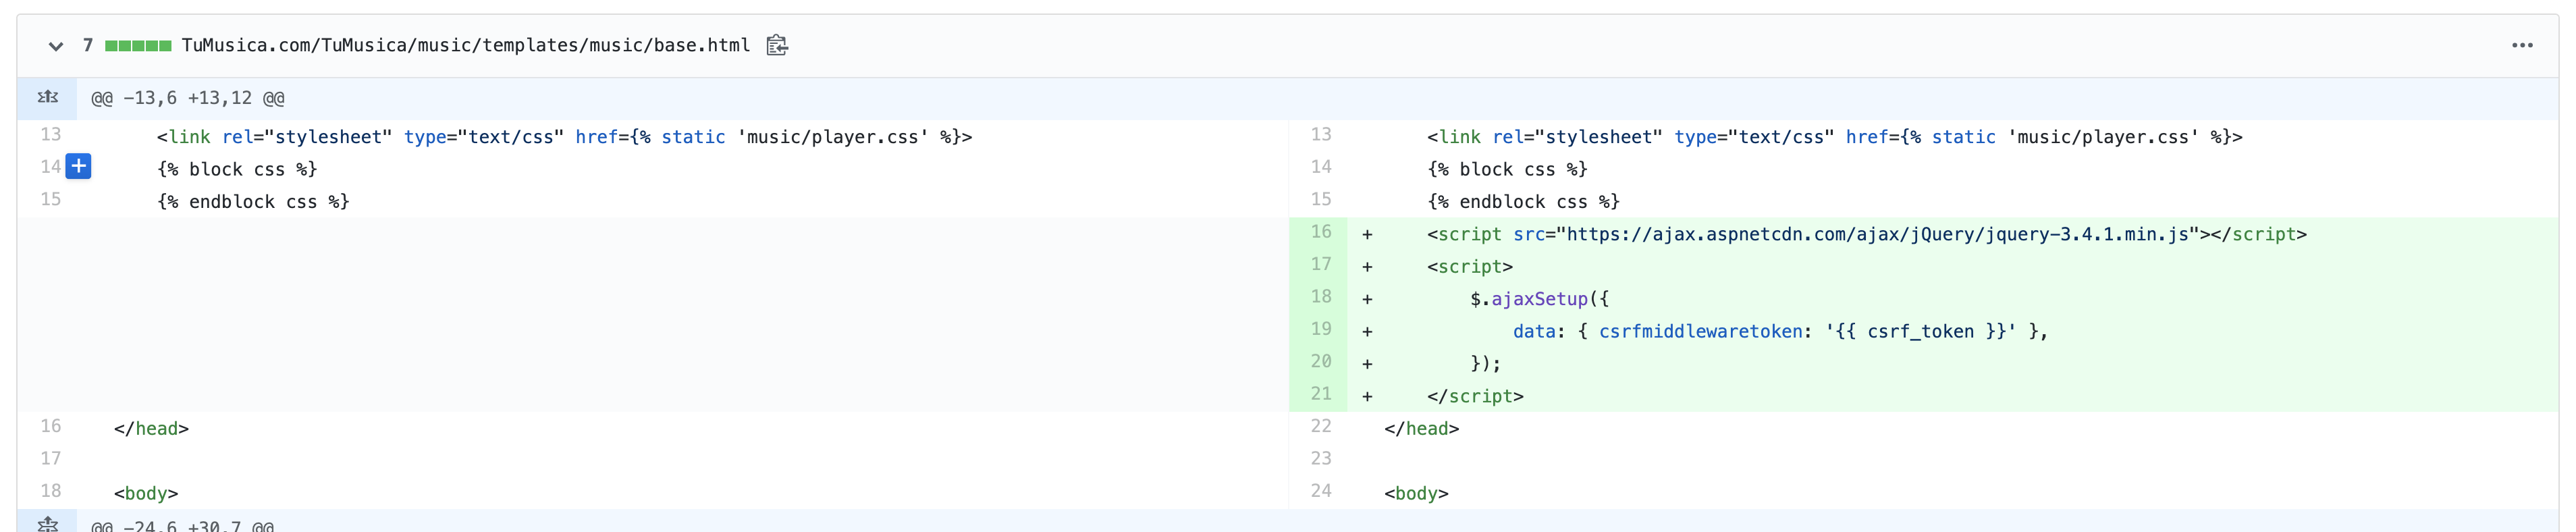 7 TuMusica.com/TuMusica/music/templates/music/base.html
@@ -13,6 +13,12 @@
13 <link rel="stylesheet" type="text/css" href={% static 'music/player.css' %}>
14 {% block css %}
15 {% endblock css %}
16 </head>
17
18 <body>
13 <link rel="stylesheet" type="text/css" href={% static 'music/player.css' %}>
14 {% block css %}
15 {% endblock css %}
16 + <script src="https://ajax.aspnetcdn.com/ajax/jQuery/jquery-3.4.1.min.js"></script>
17 + <script>
18 + $.ajaxSetup({
19 + data: { csrfmiddlewaretoken: '{{ csrf_token }}' },
20 + });
21 + </script>
22 </head>
23
24 <body>
@@ -24,6 +30,7 @@